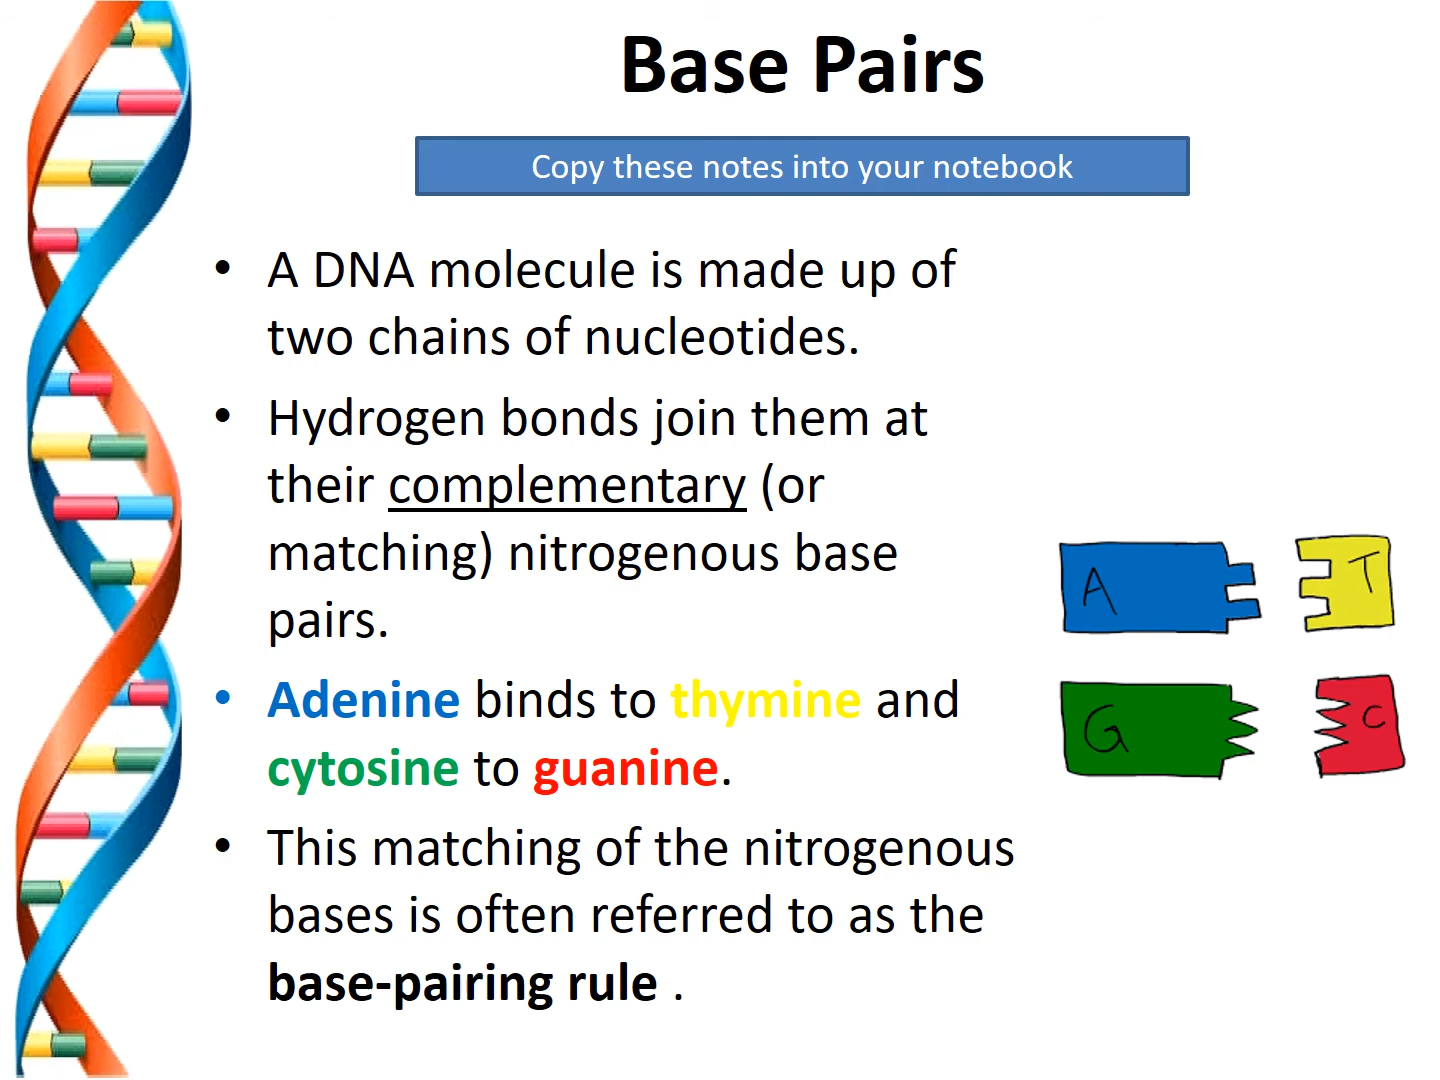 Base Pairs
Copy these notes into your notebook
• A DNA molecule is made up of
two chains of nucleotides.
• Hydrogen bonds join them at
their complementary (or
matching) nitrogenous base
pairs.
• Adenine binds to thymine and
cytosine to guanine.
• This matching of the nitrogenous
bases is often referred to as the
base-pairing rule .
A T
G C